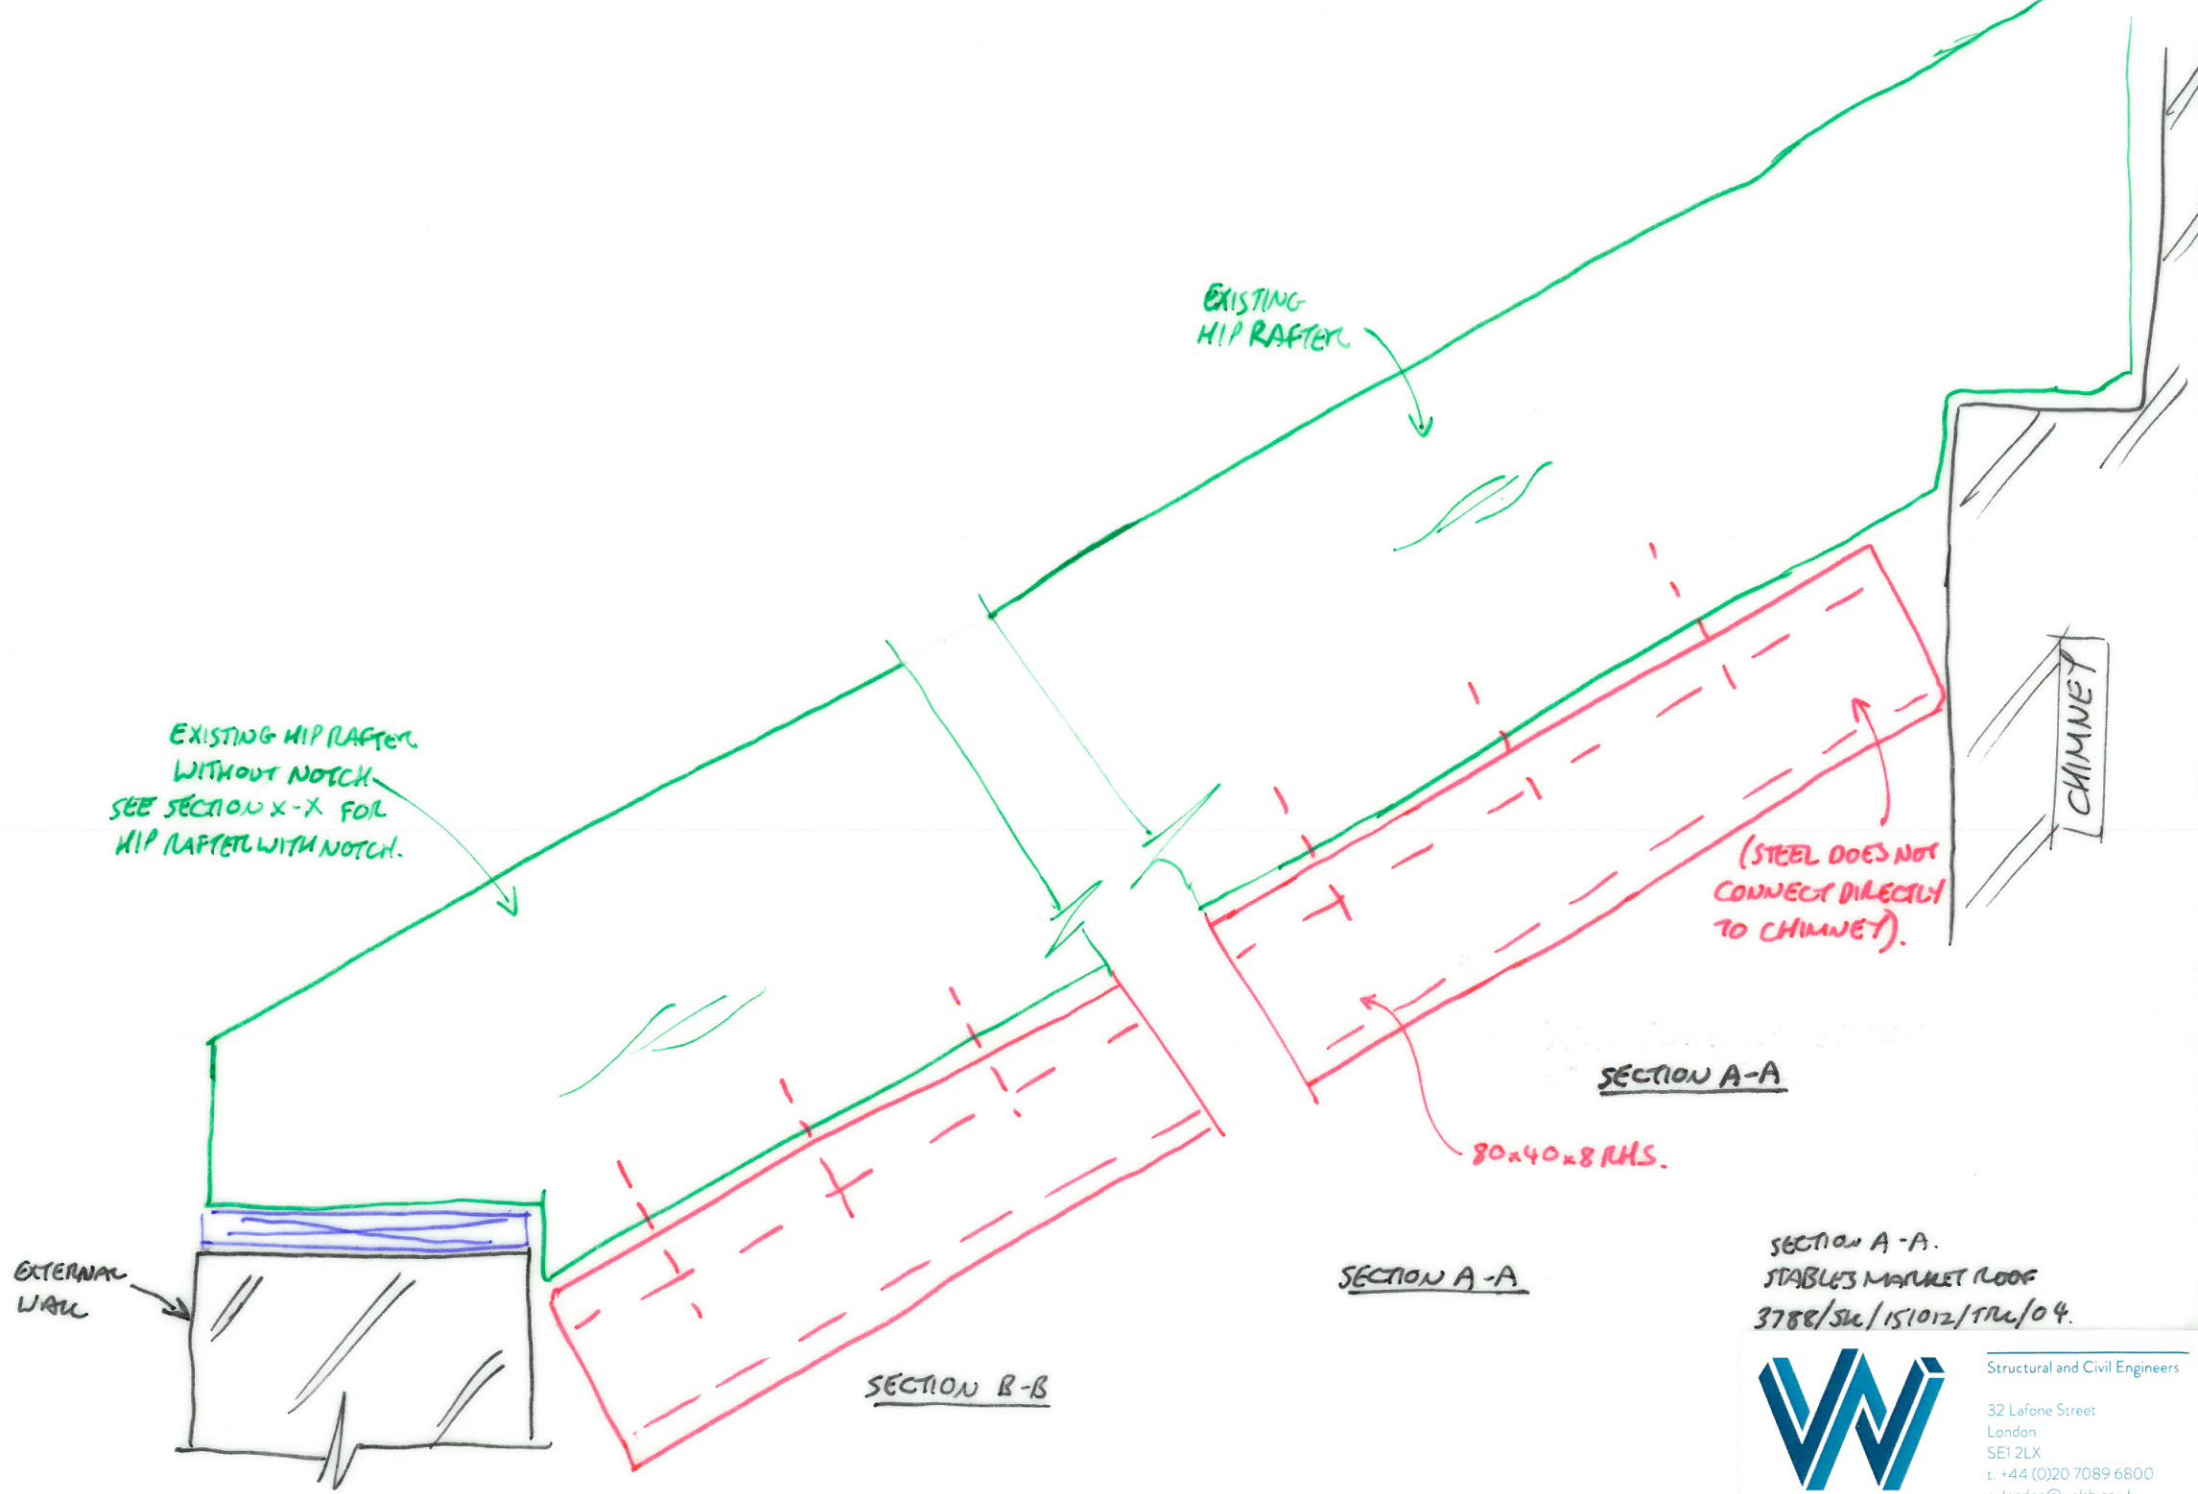 EXISTING
HIP RAFTER
EXISTING HIP RAFTER
WITHOUT NOTCH
SEE SECTION X-X FOR
HIP RAFTER WITH NOTCH.
CHIMNEY
(STEEL DOES NOT
CONNECT DIRECTLY
TO CHIMNEY).
SECTION A-A
80x40x8 RHS.
EXTERNAL
WALL
SECTION A-A
SECTION B-B
SECTION A-A.
STABLES MARKET ROOF
3788/SK/151012/TRL/04.
Structural and Civil Engineers
32 Lafone Street
London
SE1 2LX
t. +44 (0)20 7089 6800